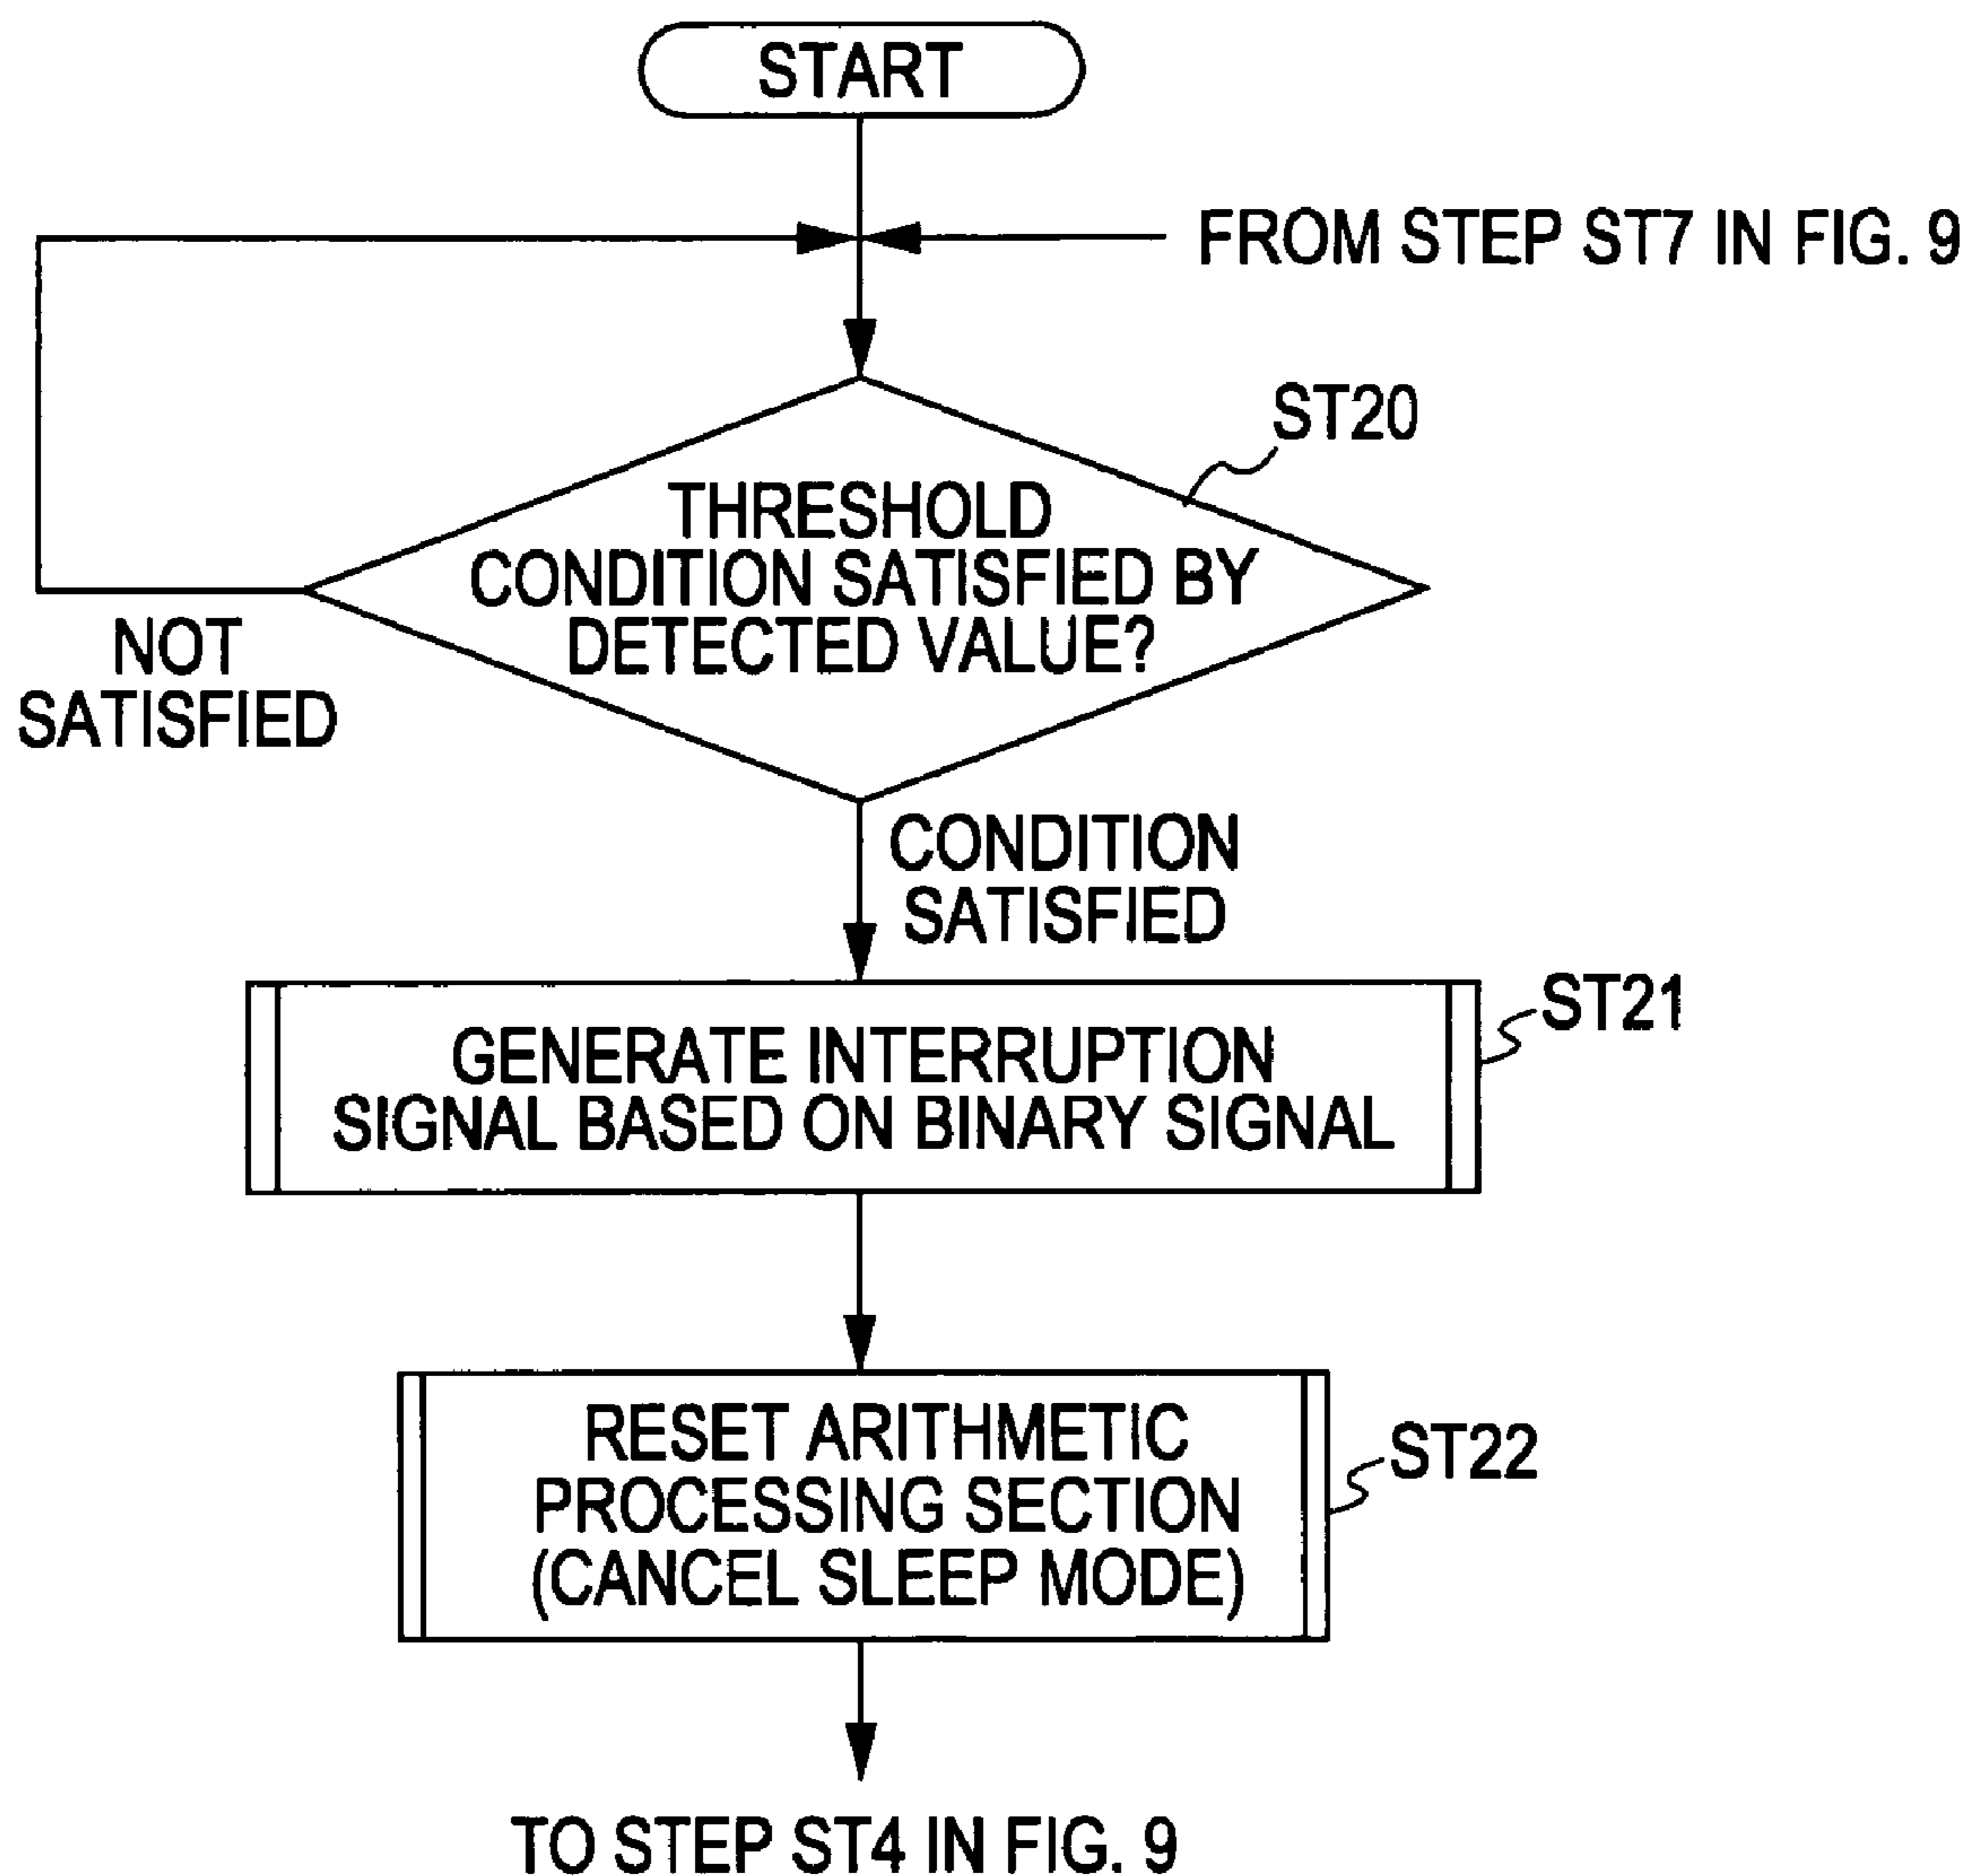 START
FROM STEP ST7 IN FIG. 9
ST20
THRESHOLD
CONDITION SATISFIED BY
DETECTED VALUE?
NOT
SATISFIED
CONDITION
SATISFIED
ST21
GENERATE INTERRUPTION
SIGNAL BASED ON BINARY SIGNAL
ST22
RESET ARITHMETIC
PROCESSING SECTION
(CANCEL SLEEP MODE)
TO STEP ST4 IN FIG. 9